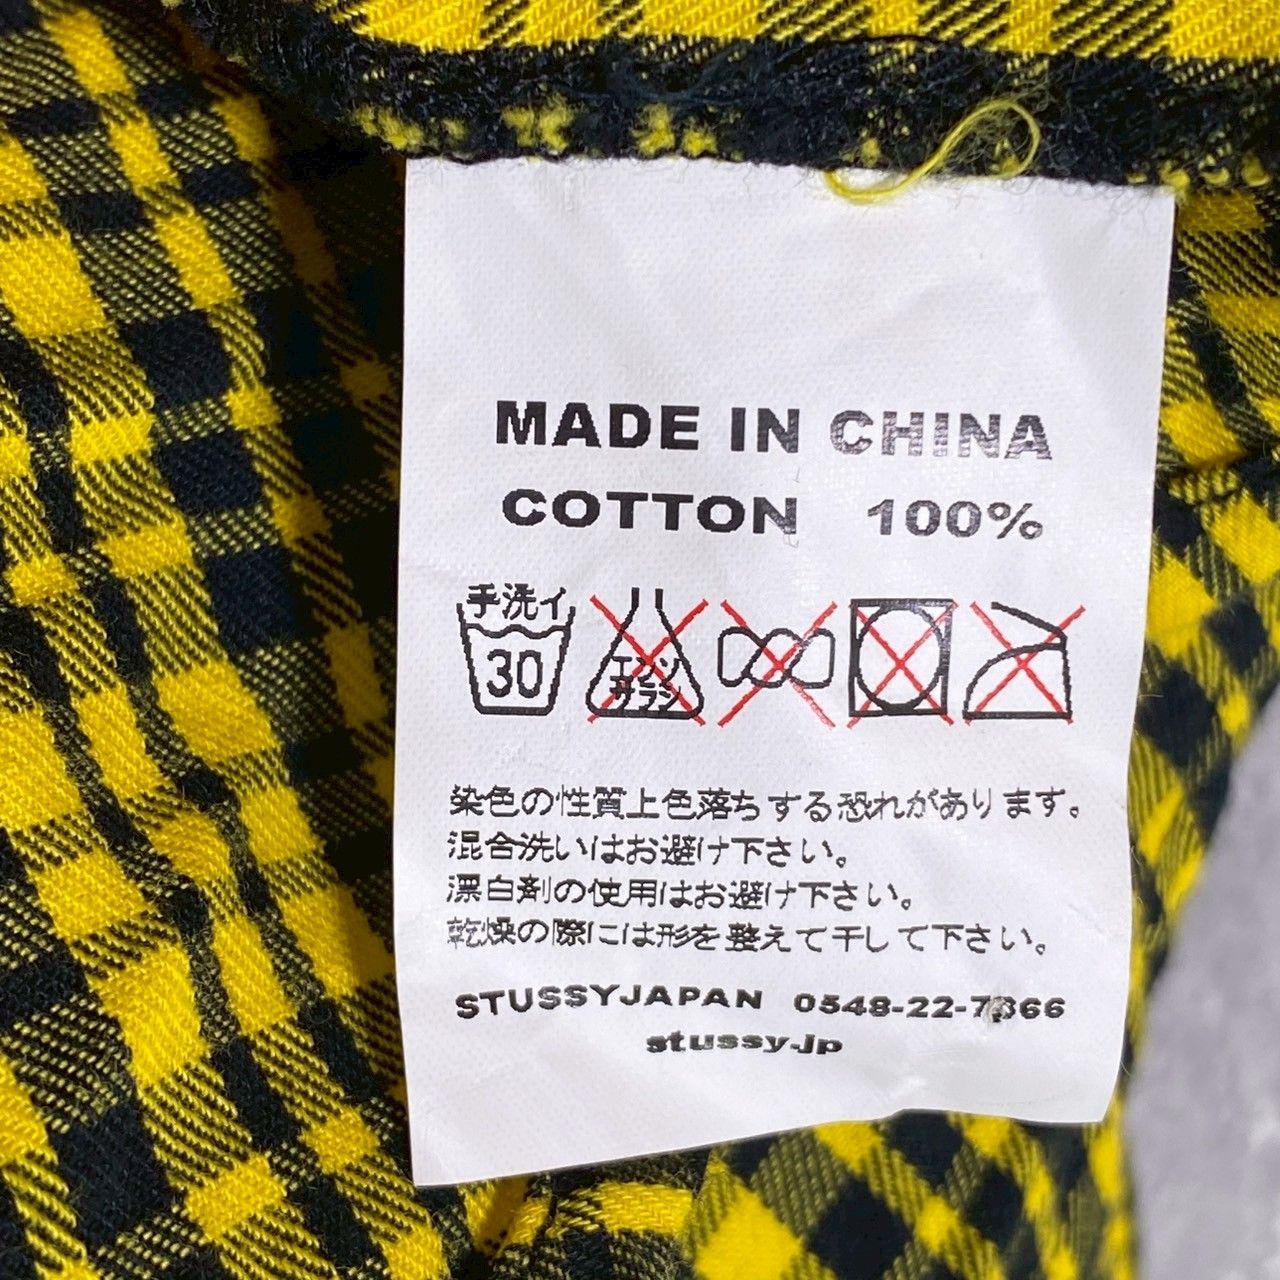 MADE IN CHINA
COTTON 100%
手洗イ
30
エンソ
サラシ
染色の性質上色落ちする恐れがあります。
混合洗いはお避け下さい。
漂白剤の使用はお避け下さい。
乾燥の際には形を整えて干して下さい。
STUSSYJAPAN 0548-22-7366
stussy.jp